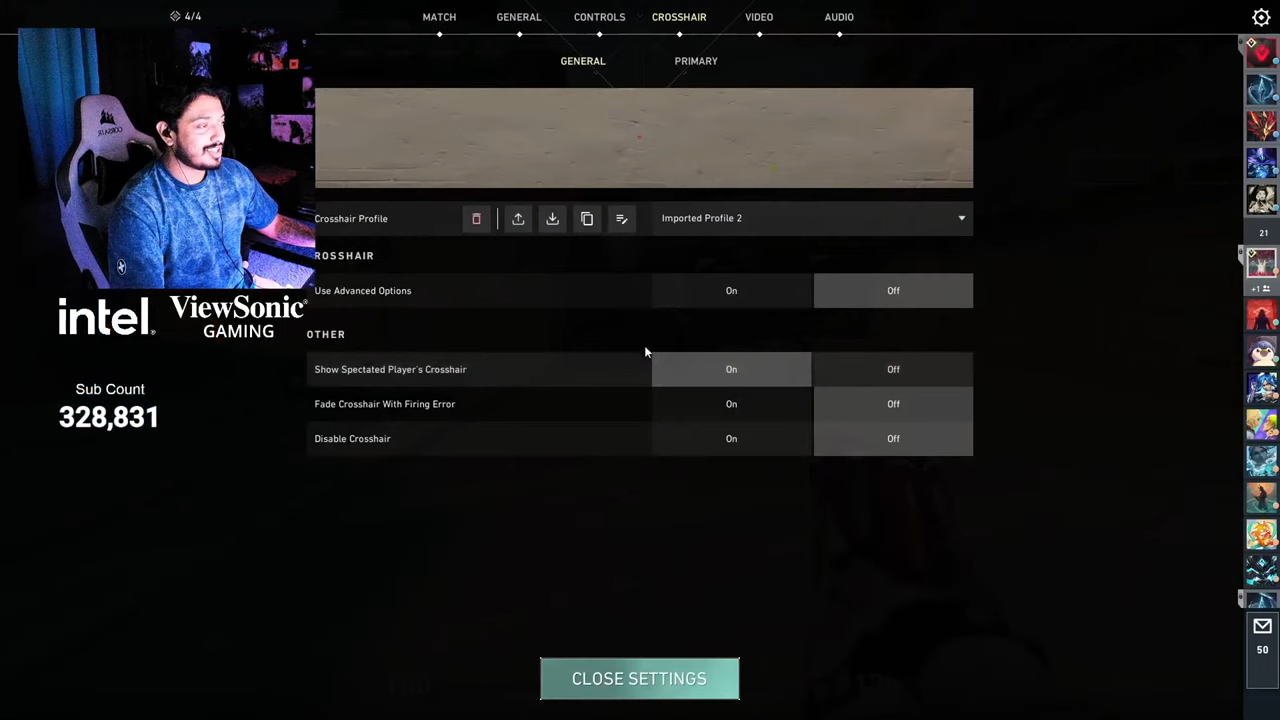 4/4
MATCH
GENERAL
CONTROLS
CROSSHAIR
VIDEO
AUDIO
GENERAL
PRIMARY
CORSAIR
Crosshair Profile
Imported Profile 2
ROSSHAIR
Use Advanced Options
On
Off
OTHER
Show Spectated Player's Crosshair
On
Off
Fade Crosshair With Firing Error
On
Off
Disable Crosshair
On
Off
intel.
ViewSonic
GAMING
Sub Count
328,831
21
+1
50
CLOSE SETTINGS